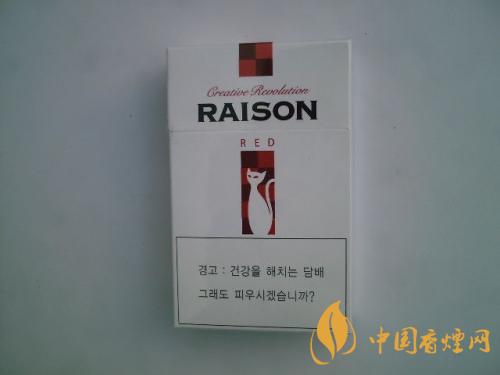 Creative Revolution
RAISON
RED
경고 : 건강을 해치는 담배
그래도 피우시겠습니까?
中国香烟网